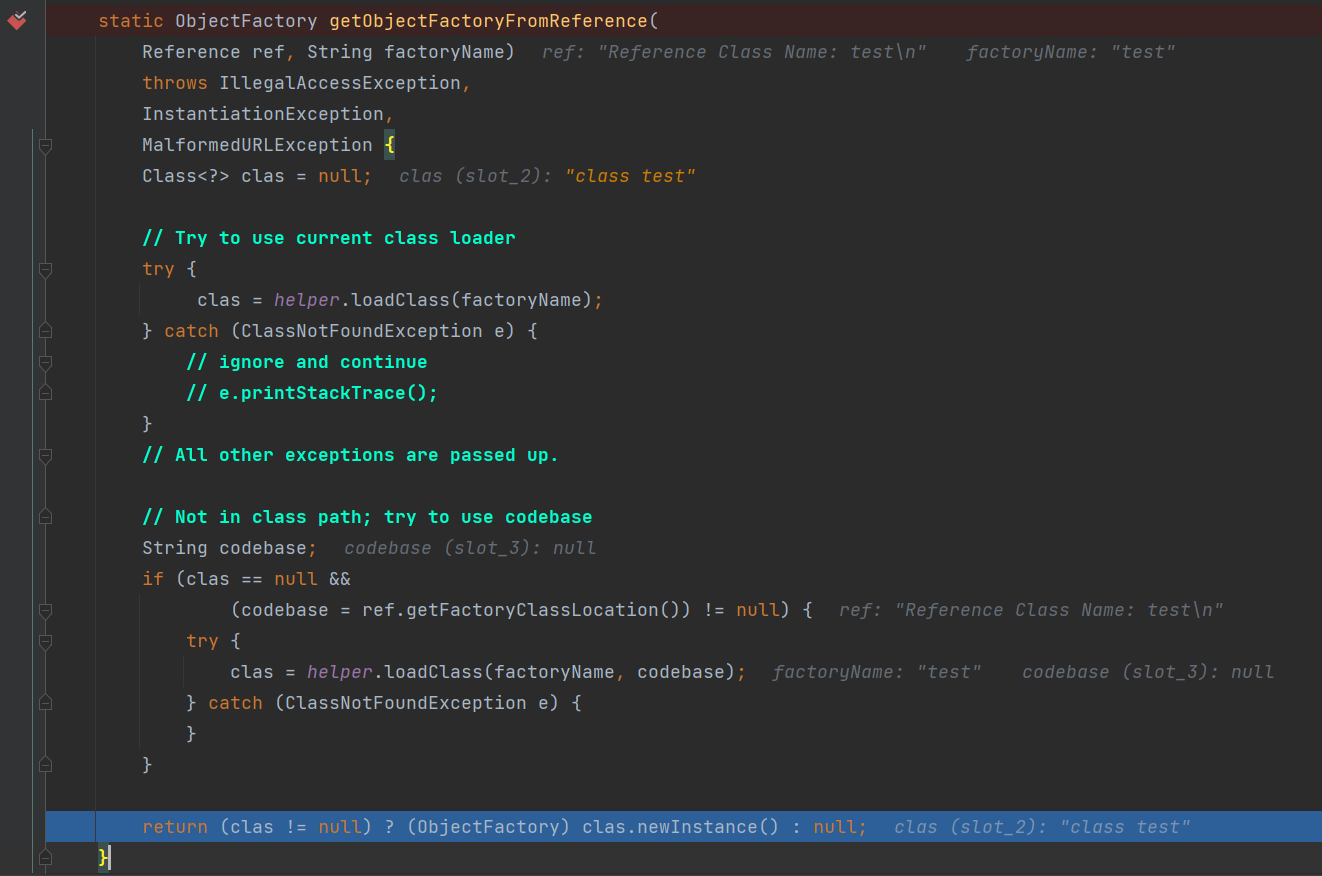 static ObjectFactory getObjectFactoryFromReference(
Reference ref, String factoryName)   ref: "Reference Class Name: test\n"   factoryName: "test"
throws IllegalAccessException,
InstantiationException,
MalformedURLException {
Class<?> clas = null;   clas (slot_2): "class test"
// Try to use current class loader
try {
clas = helper.loadClass(factoryName);
} catch (ClassNotFoundException e) {
// ignore and continue
// e.printStackTrace();
}
// All other exceptions are passed up.
// Not in class path; try to use codebase
String codebase;   codebase (slot_3): null
if (clas == null &&
(codebase = ref.getFactoryClassLocation()) != null) {   ref: "Reference Class Name: test\n"
try {
clas = helper.loadClass(factoryName, codebase);   factoryName: "test"   codebase (slot_3): null
} catch (ClassNotFoundException e) {
}
}
return (clas != null) ? (ObjectFactory) clas.newInstance() : null;   clas (slot_2): "class test"
}